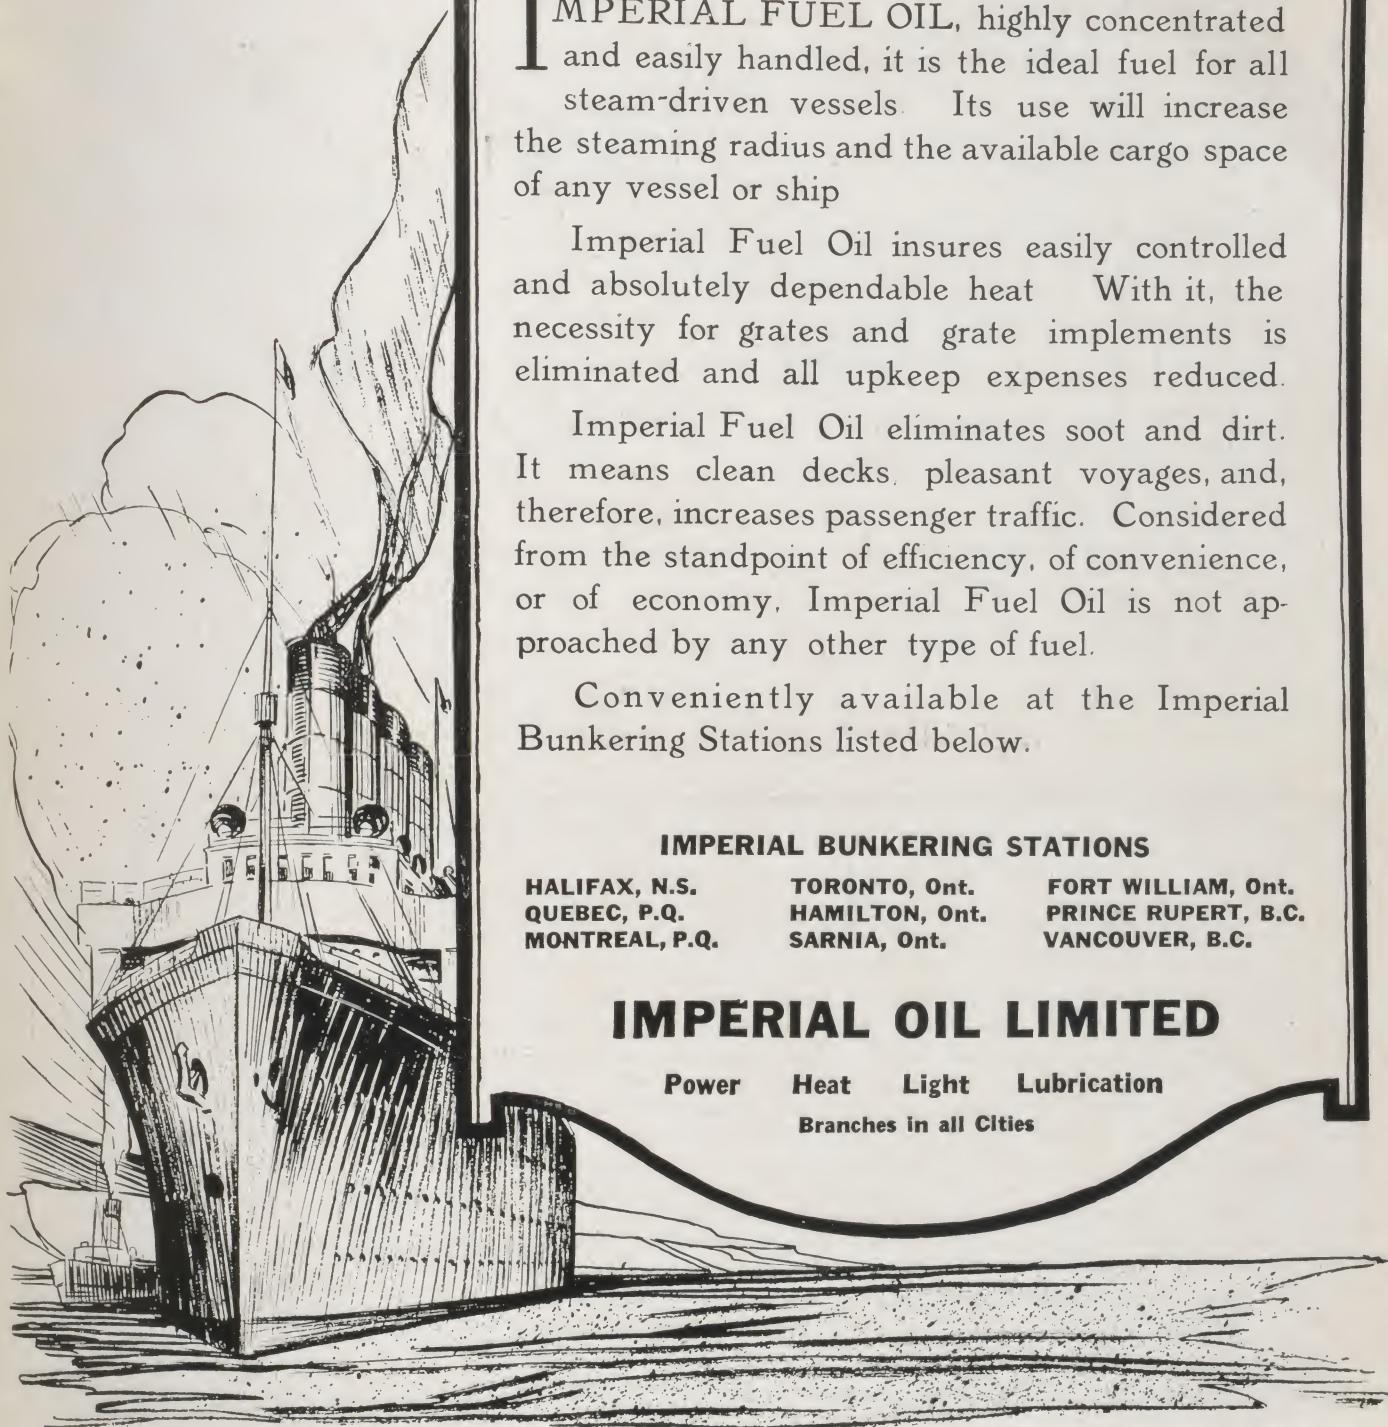 IMPERIAL FUEL OIL, highly concentrated
and easily handled, it is the ideal fuel for all
steam-driven vessels. Its use will increase
the steaming radius and the available cargo space
of any vessel or ship
Imperial Fuel Oil insures easily controlled
and absolutely dependable heat With it, the
necessity for grates and grate implements is
eliminated and all upkeep expenses reduced.
Imperial Fuel Oil eliminates soot and dirt.
It means clean decks, pleasant voyages, and,
therefore, increases passenger traffic. Considered
from the standpoint of efficiency, of convenience,
or of economy, Imperial Fuel Oil is not ap-
proached by any other type of fuel.
Conveniently available at the Imperial
Bunkering Stations listed below.
IMPERIAL BUNKERING STATIONS
HALIFAX, N.S. TORONTO, Ont. FORT WILLIAM, Ont.
QUEBEC, P.Q. HAMILTON, Ont. PRINCE RUPERT, B.C.
MONTREAL, P.Q. SARNIA, Ont. VANCOUVER, B.C.
IMPERIAL OIL LIMITED
Power Heat Light Lubrication
Branches in all Cities